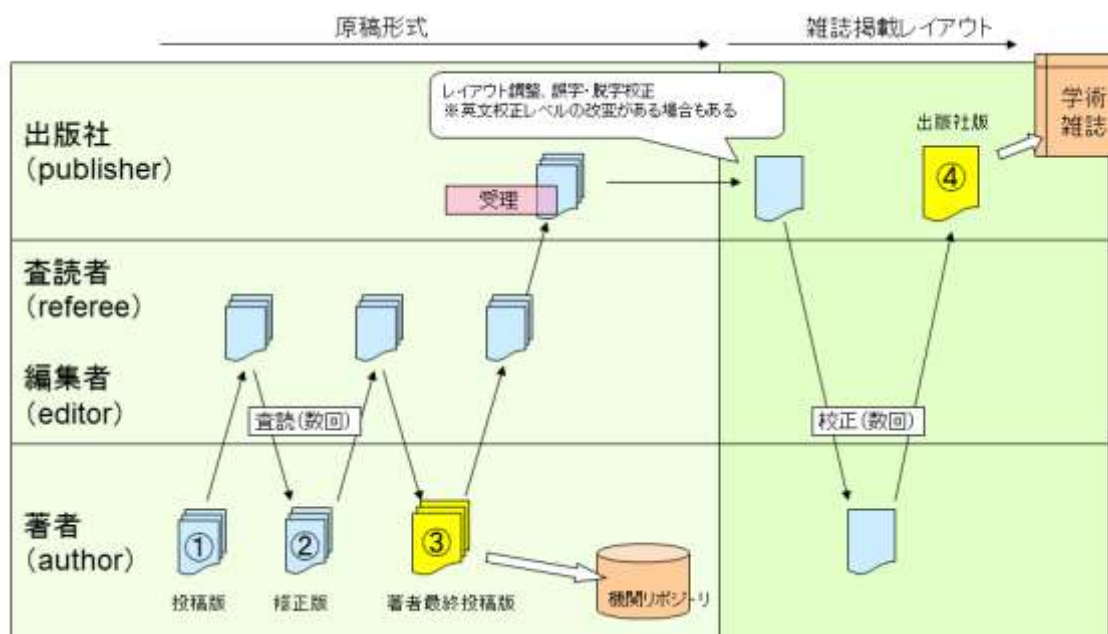 原稿形式
雑誌掲載レイアウト
レイアウト調整、誤字・脱字校正
※英文校正レベルの改変がある場合もある
学術
雑誌
出版社
(publisher)
出版社版
④
受理
査読者
(referee)
編集者
(editor)
査読(数回)
校正(数回)
著者
(author)
①
②
③
投稿版
修正版
著者最終投稿版
機関リポジトリ